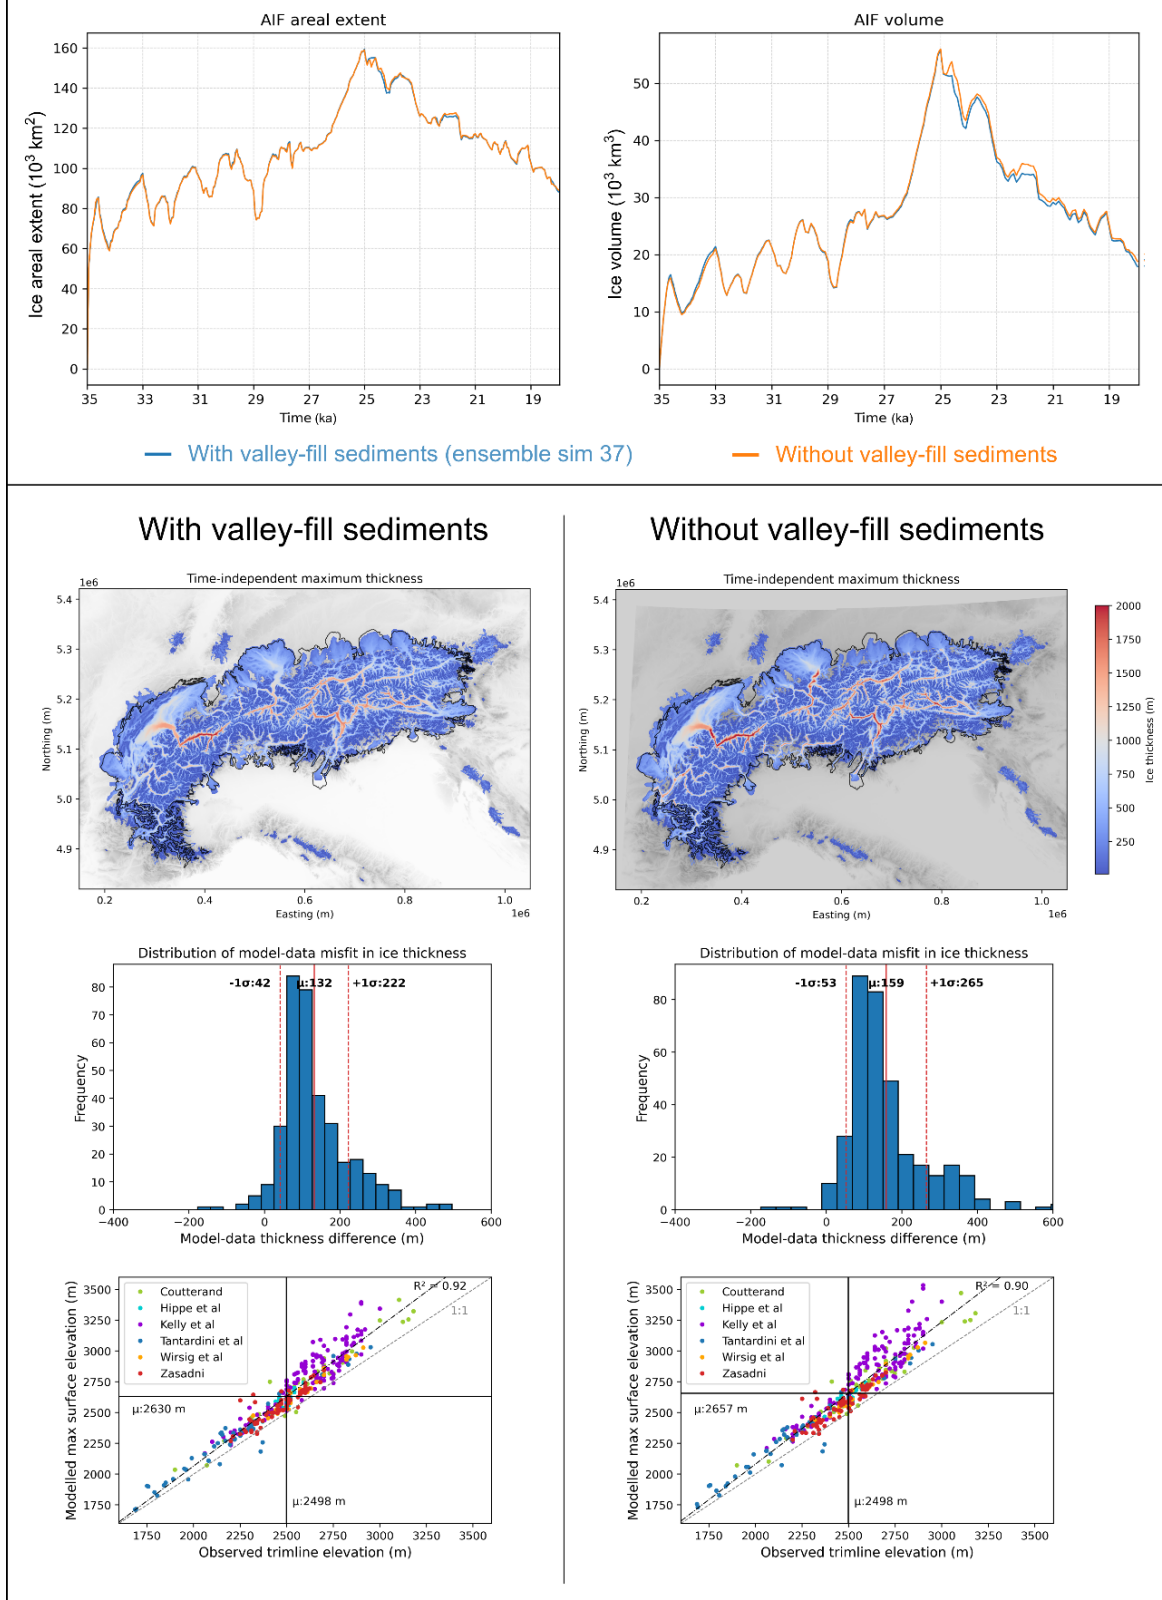 AIF areal extent
AIF volume
Ice areal extent (10³ km²)
160
140
120
100
80
60
40
20
0
35 33 31 29 27 25 23 21 19
Time (ka)
Ice volume (10³ km³)
50
40
30
20
10
0
35 33 31 29 27 25 23 21 19
Time (ka)
With valley-fill sediments (ensemble sim 37)
Without valley-fill sediments
With valley-fill sediments
Without valley-fill sediments
Time-independent maximum thickness
1e6
Northing (m)
5.4
5.3
5.2
5.1
5.0
4.9
0.2 0.4 0.6 0.8 1.0
Easting (m)
1e6
Time-independent maximum thickness
1e6
Northing (m)
5.4
5.3
5.2
5.1
5.0
4.9
0.2 0.4 0.6 0.8 1.0
Easting (m)
1e6
2000
1750
1500
1250
1000
750
500
250
Ice thickness (m)
Distribution of model-data misfit in ice thickness
-1σ:42 μ:132 +1σ:222
Frequency
80
70
60
50
40
30
20
10
0
−400 −200 0 200 400 600
Model-data thickness difference (m)
Distribution of model-data misfit in ice thickness
-1σ:53 μ:159 +1σ:265
Frequency
80
60
40
20
0
−400 −200 0 200 400 600
Model-data thickness difference (m)
Modelled max surface elevation (m)
3500
3250
3000
2750
2500
2250
2000
1750
Coutterand
Hippe et al
Kelly et al
Tantardini et al
Wirsig et al
Zasadni
R² = 0.92
1:1
μ:2630 m
μ:2498 m
1750 2000 2250 2500 2750 3000 3250 3500
Observed trimline elevation (m)
Modelled max surface elevation (m)
3500
3250
3000
2750
2500
2250
2000
1750
Coutterand
Hippe et al
Kelly et al
Tantardini et al
Wirsig et al
Zasadni
R² = 0.90
1:1
μ:2657 m
μ:2498 m
1750 2000 2250 2500 2750 3000 3250 3500
Observed trimline elevation (m)